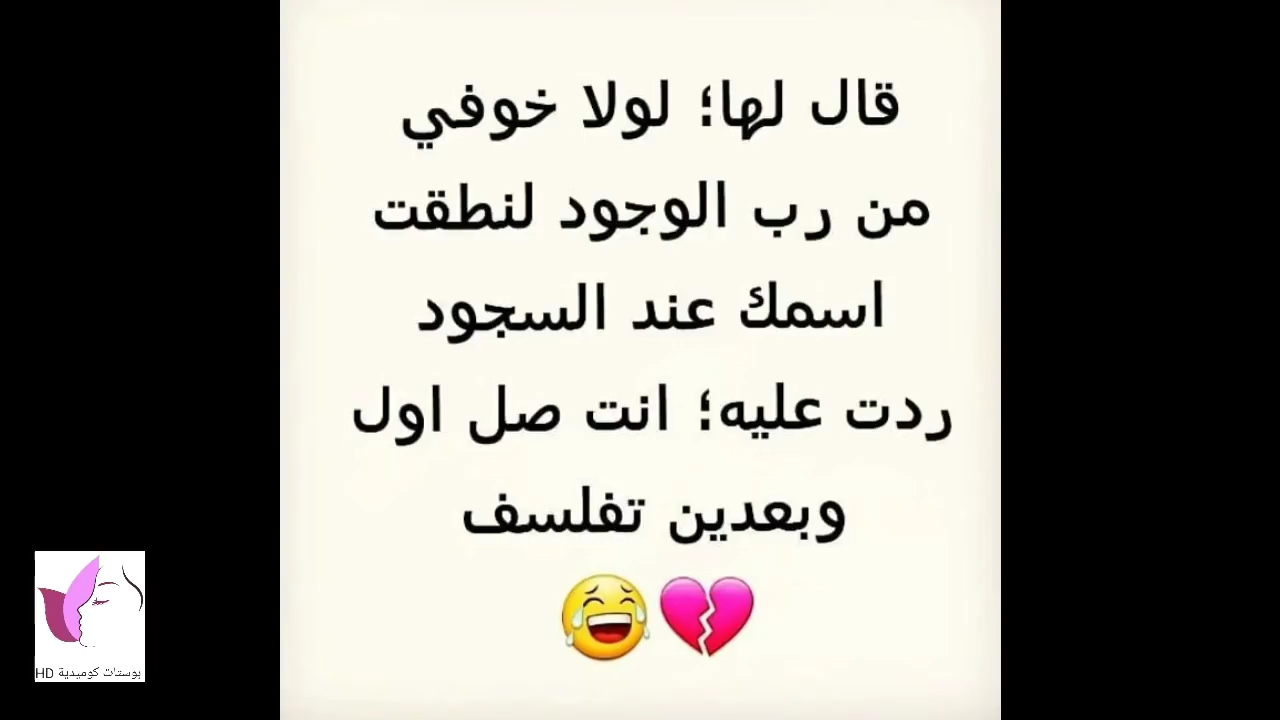 قال لها؛ لولا خوفي
من رب الوجود لنطقت
اسمك عند السجود
ردت عليه؛ انت صل اول
وبعدين تفلسف
😂💔
بوستات كوميدية HD